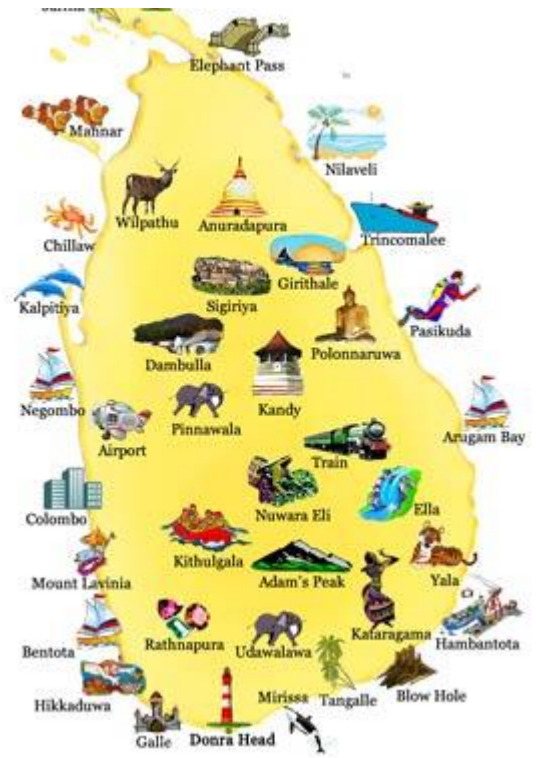 Elephant Pass
Mannar
Nilaveli
Wilpathu
Anuradapura
Trincomalee
Chillaw
Girithale
Sigiriya
Kalpitiya
Pasikuda
Polonnaruwa
Dambulla
Negombo
Kandy
Pinnawala
Arugam Bay
Airport
Train
Nuwara Eli
Ella
Colombo
Kithulgala
Adam's Peak
Yala
Mount Lavinia
Kataragama
Hambantota
Rathnapura
Udawalawa
Bentota
Mirissa
Tangalle
Blow Hole
Hikkaduwa
Galle
Donra Head